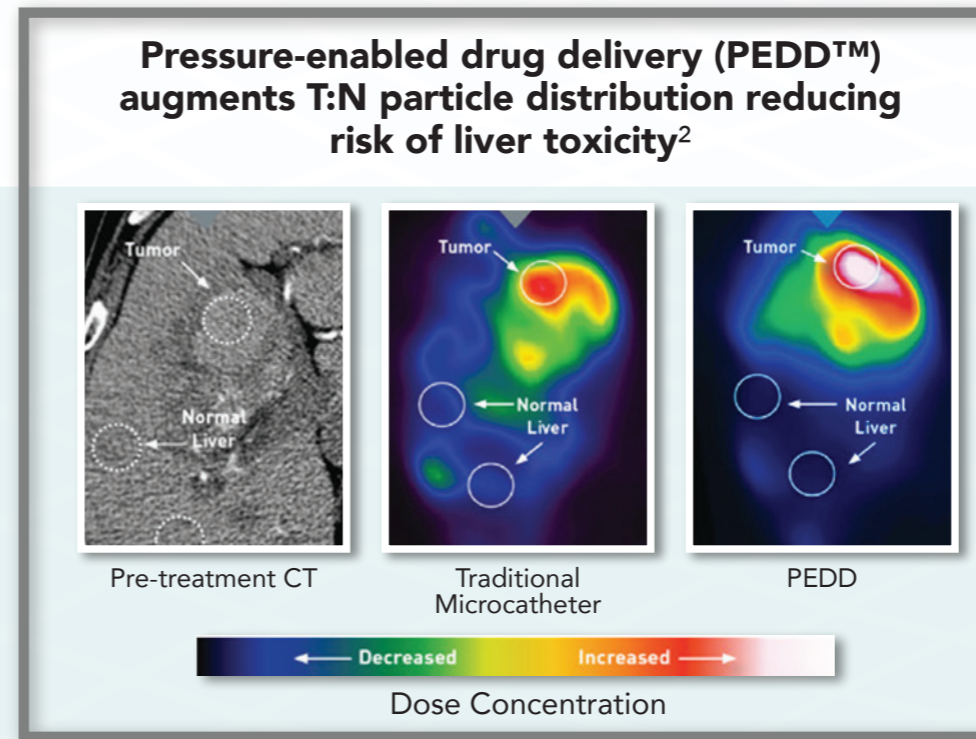 Pressure-enabled drug delivery (PEDD™)
augments T:N particle distribution reducing
risk of liver toxicity²
Tumor
Normal
Liver
Pre-treatment CT
Tumor
Normal
Liver
Traditional
Microcatheter
Tumor
Normal
Liver
PEDD
Decreased
Increased
Dose Concentration